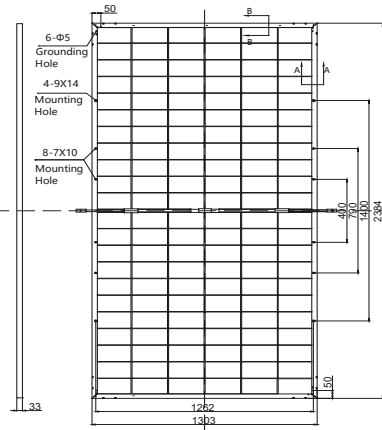 50
B
B
6-Φ5
Grounding
Hole
A
A
4-9X14
Mounting
Hole
8-7X10
Mounting
Hole
400
790
1400
2384
50
33
1262
1303